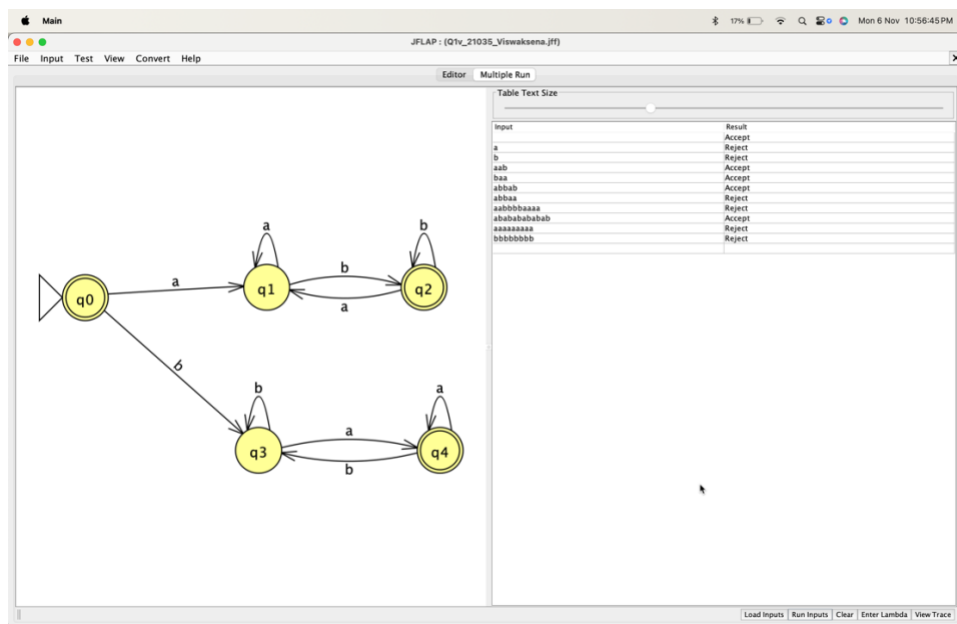 Main
17%
Mon 6 Nov 10:56:45 PM
JFLAP : (Q1v_21035_Viswaksena.jff)
File Input Test View Convert Help
Editor Multiple Run
Table Text Size
Input Result
Accept
a Reject
b Reject
aab Accept
baa Accept
abbab Accept
abbaa Reject
aabbbbaaaa Reject
abababababab Accept
aaaaaaaaa Reject
bbbbbbbb Reject
a b
q0 a q1 b q2
a
b
b a
q3 a q4
b
Load Inputs Run Inputs Clear Enter Lambda View Trace